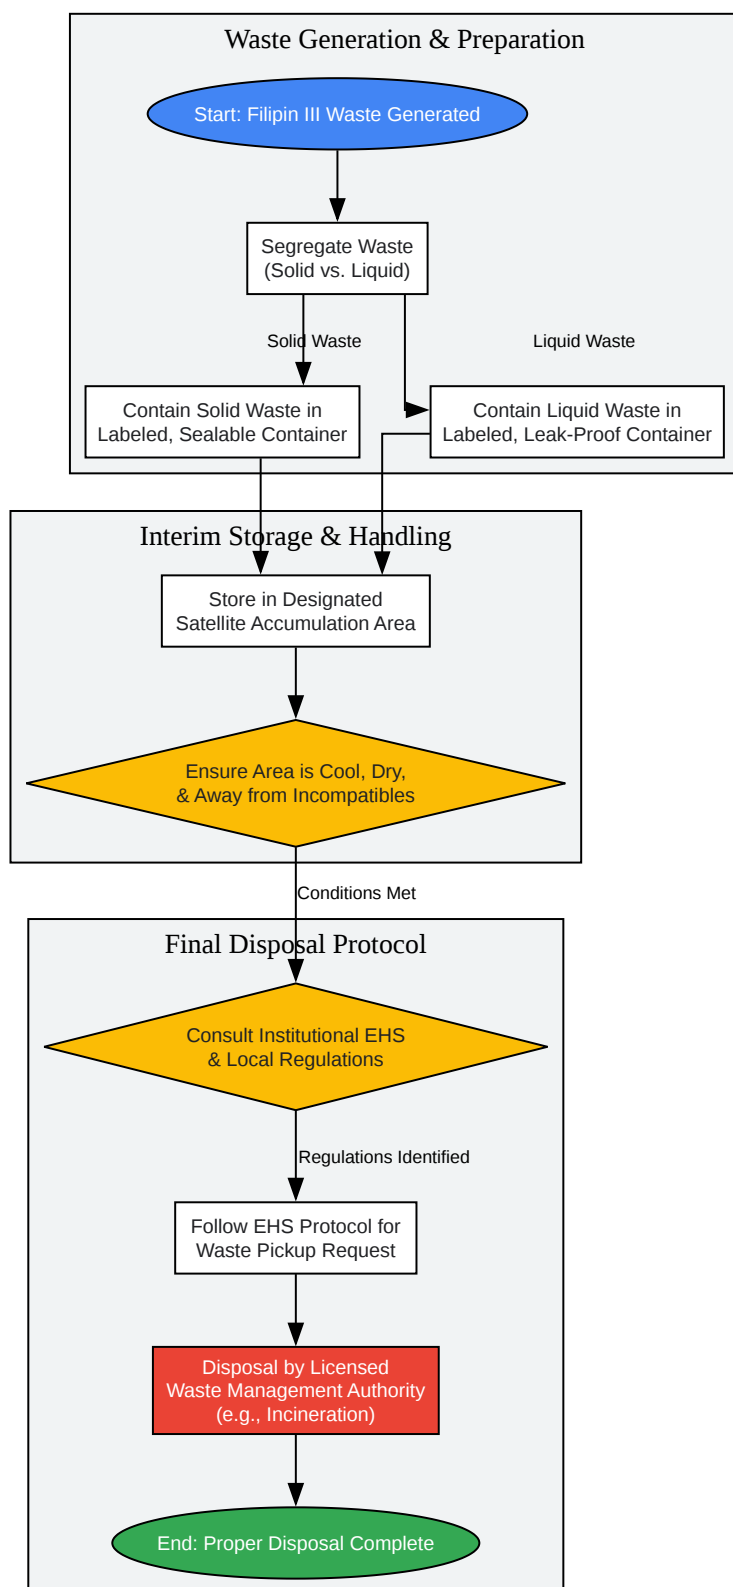 Waste Generation & Preparation
Start: Filipin III Waste Generated
Segregate Waste
(Solid vs. Liquid)
Solid Waste
Liquid Waste
Contain Solid Waste in
Labeled, Sealable Container
Contain Liquid Waste in
Labeled, Leak-Proof Container
Interim Storage & Handling
Store in Designated
Satellite Accumulation Area
Ensure Area is Cool, Dry,
& Away from Incompatibles
Conditions Met
Final Disposal Protocol
Consult Institutional EHS
& Local Regulations
Regulations Identified
Follow EHS Protocol for
Waste Pickup Request
Disposal by Licensed
Waste Management Authority
(e.g., Incineration)
End: Proper Disposal Complete